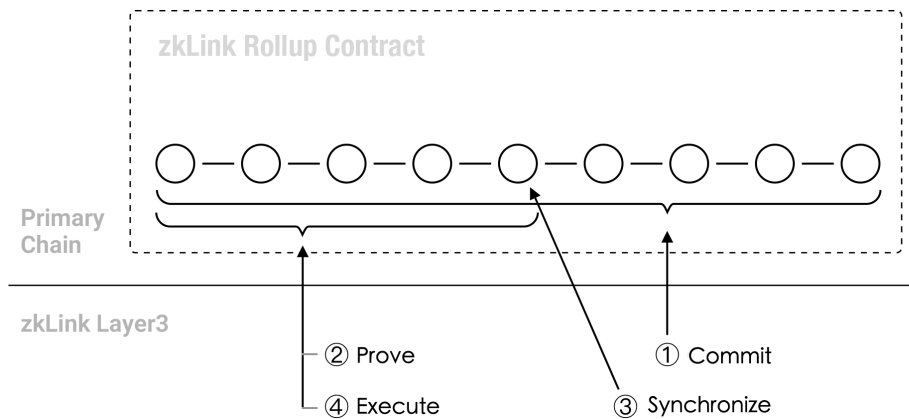 zkLink Rollup Contract
Primary
Chain
zkLink Layer3
② Prove
① Commit
④ Execute
③ Synchronize